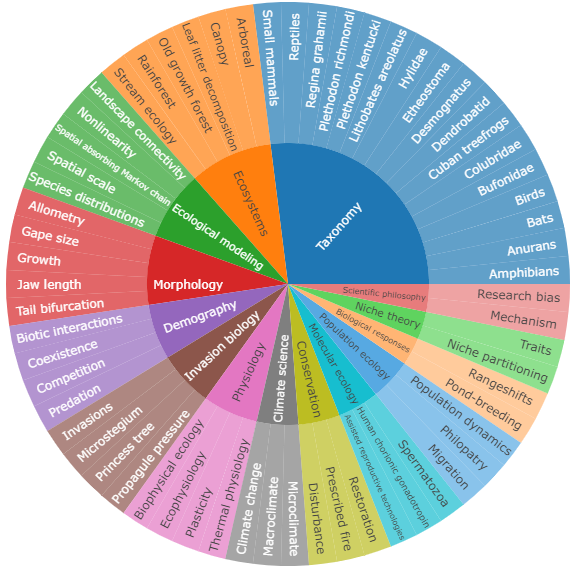 Taxonomy
Small mammals
Reptiles
Regina grahamii
Plethodon richmondi
Plethodon kentucki
Lithobates areolatus
Hylidae
Etheostoma
Desmognatus
Dendrobatid
Cuban treefrogs
Colubridae
Bufonidae
Birds
Bats
Anurans
Amphibians
Scientific philosophy
Research bias
Mechanism
Niche theory
Traits
Niche partitioning
Biological responses
Rangeshifts
Pond-breeding
Population ecology
Population dynamics
Philopatry
Migration
Molecular ecology
Spermatozoa
Human chorionic gonadotropin
Assisted reproductive technologies
Conservation
Restoration
Prescribed fire
Disturbance
Climate science
Microclimate
Macroclimate
Climate change
Physiology
Thermal physiology
Plasticity
Ecophysiology
Biophysical ecology
Invasion biology
Propagule pressure
Princess tree
Microstegium
Invasions
Demography
Predation
Competition
Coexistence
Biotic interactions
Morphology
Tail bifurcation
Jaw length
Growth
Gape size
Allometry
Ecological modeling
Species distributions
Spatial scale
Spatial absorbing Markov chain
Nonlinearity
Landscape connectivity
Ecosystems
Stream ecology
Rainforest
Old growth forest
Leaf litter decomposition
Canopy
Arboreal